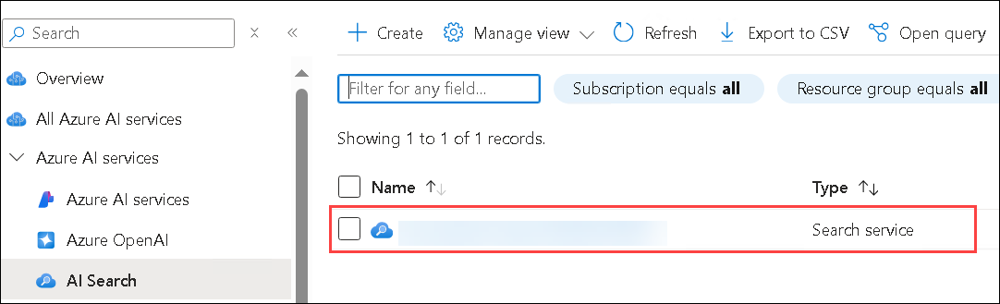 Search
Overview
All Azure AI services
Azure AI services
Azure AI services
Azure OpenAI
AI Search
Create Manage view Refresh Export to CSV Open query
Filter for any field... Subscription equals all Resource group equals all
Showing 1 to 1 of 1 records.
Name Type
Search service